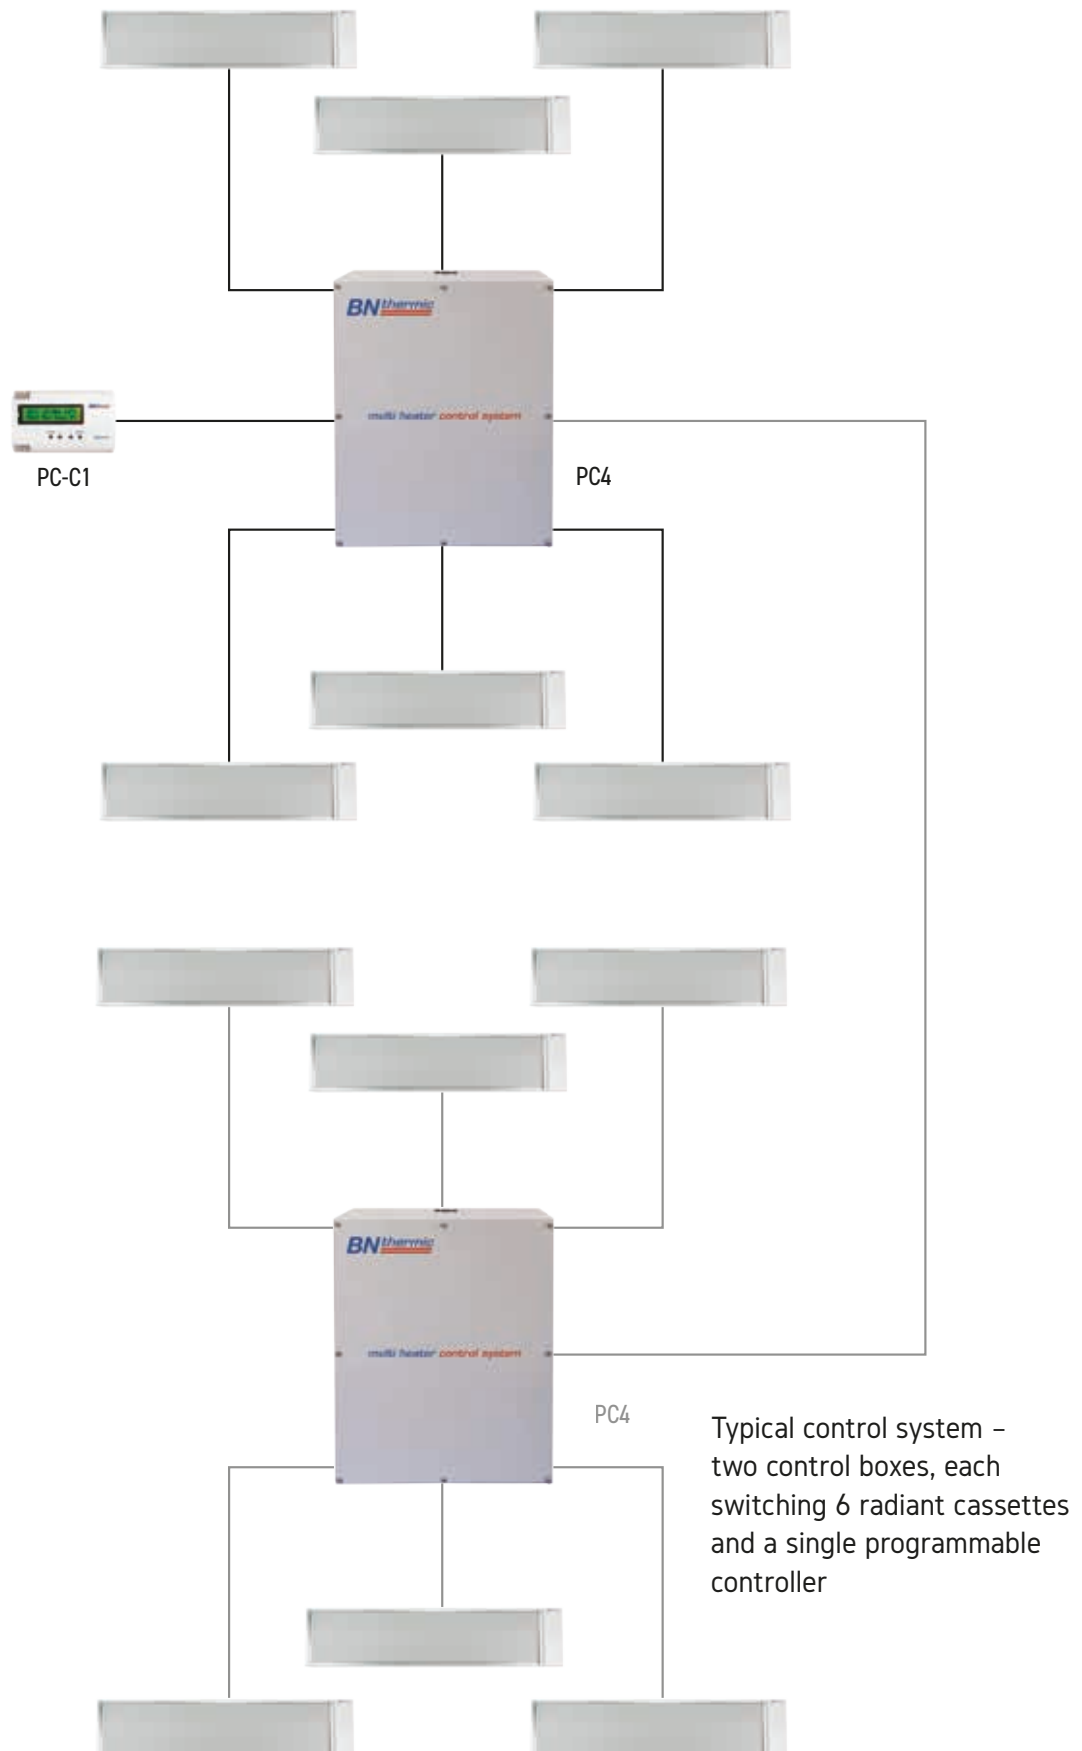 BN thermic
multi heater control system
PC-C1
PC4
BN thermic
multi heater control system
PC4
Typical control system –
two control boxes, each
switching 6 radiant cassettes
and a single programmable
controller